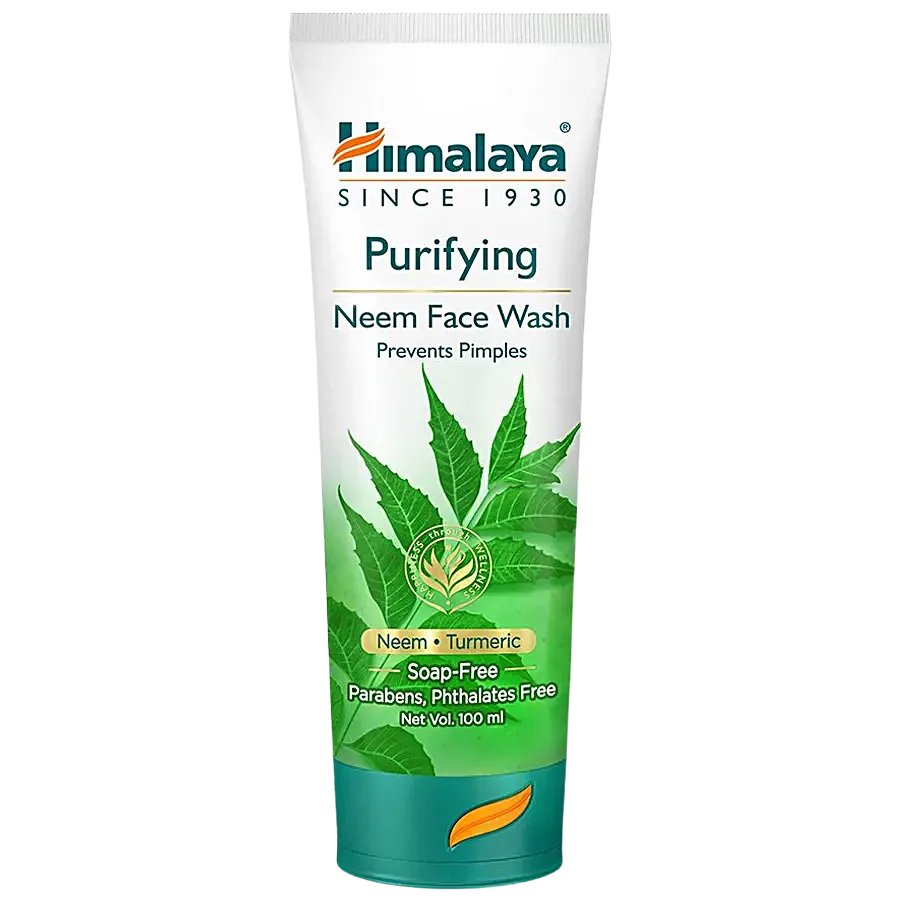 Himalaya®
SINCE 1930
Purifying
Neem Face Wash
Prevents Pimples
HAPPINESS through WELLNESS
Neem • Turmeric
Soap-Free
Parabens, Phthalates Free
Net Vol. 100 ml